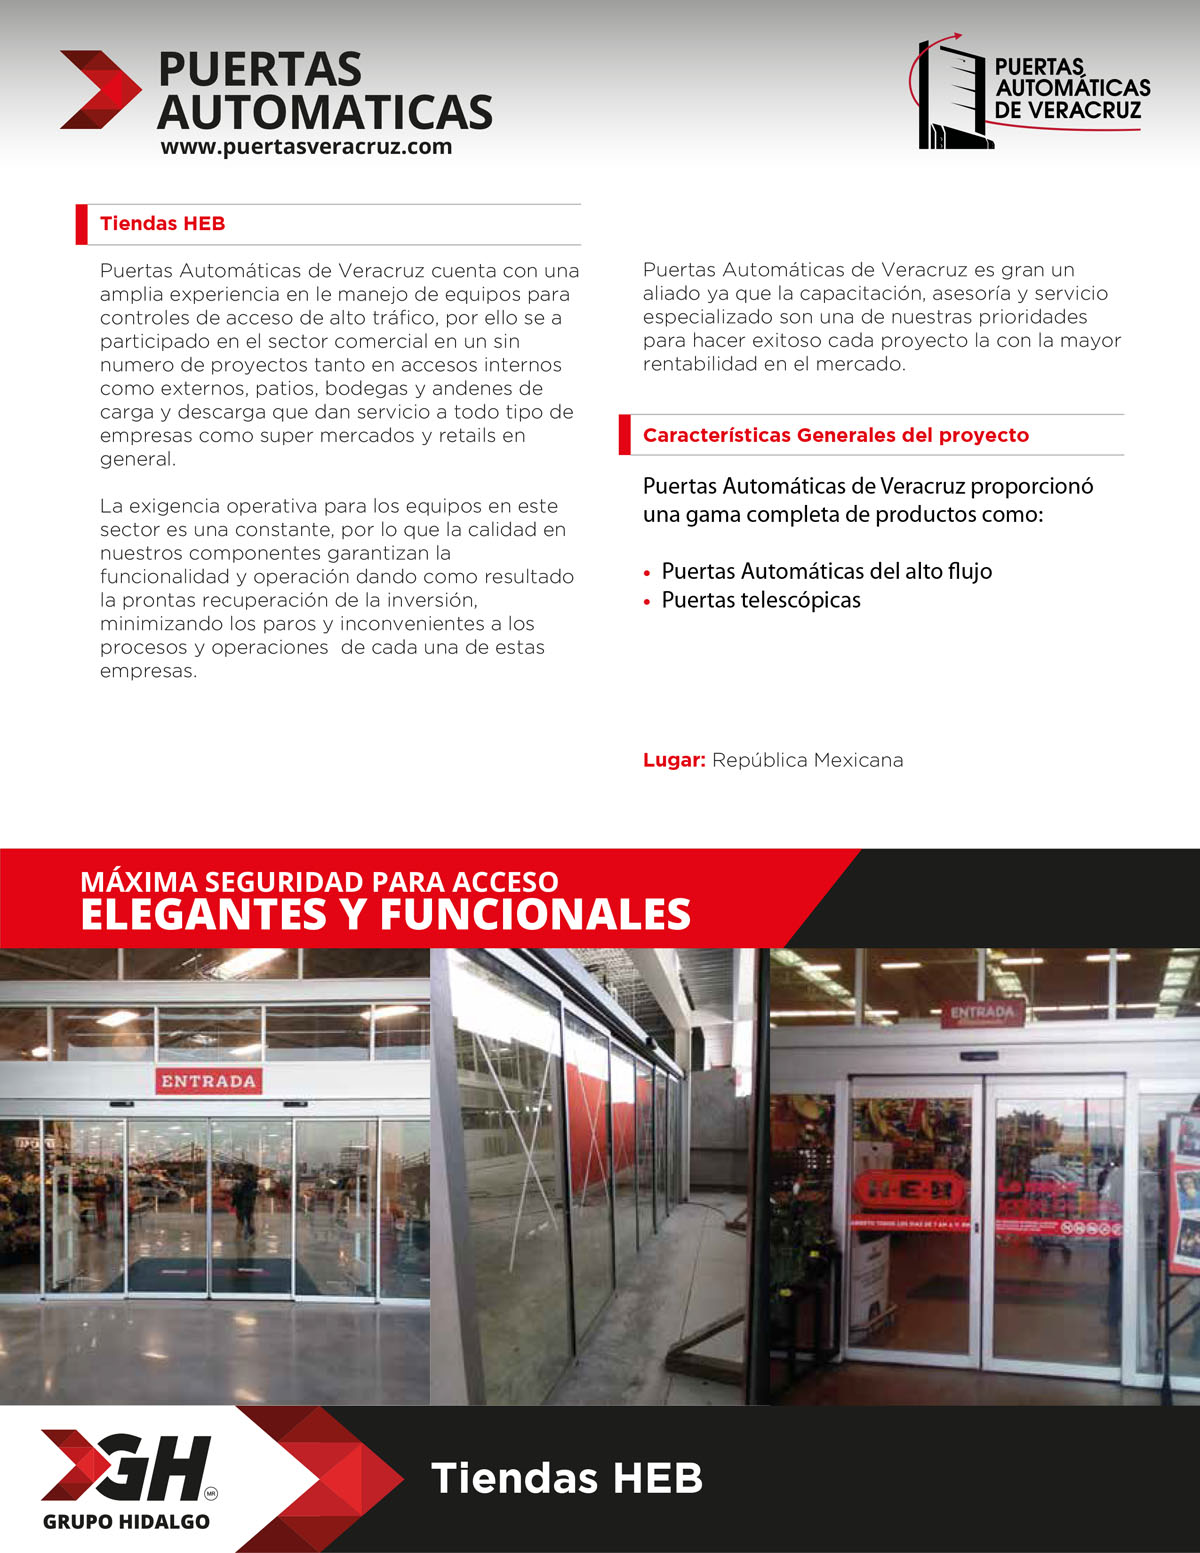 PUERTAS
AUTOMATICAS
www.puertasveracruz.com
PUERTAS
AUTOMÁTICAS
DE VERACRUZ
Tiendas HEB
Puertas Automáticas de Veracruz cuenta con una
amplia experiencia en le manejo de equipos para
controles de acceso de alto tráfico, por ello se a
participado en el sector comercial en un sin
numero de proyectos tanto en accesos internos
como externos, patios, bodegas y andenes de
carga y descarga que dan servicio a todo tipo de
empresas como super mercados y retails en
general.
La exigencia operativa para los equipos en este
sector es una constante, por lo que la calidad en
nuestros componentes garantizan la
funcionalidad y operación dando como resultado
la prontas recuperación de la inversión,
minimizando los paros y inconvenientes a los
procesos y operaciones  de cada una de estas
empresas.
Puertas Automáticas de Veracruz es gran un
aliado ya que la capacitación, asesoría y servicio
especializado son una de nuestras prioridades
para hacer exitoso cada proyecto la con la mayor
rentabilidad en el mercado.
Características Generales del proyecto
Puertas Automáticas de Veracruz proporcionó
una gama completa de productos como:
• Puertas Automáticas del alto flujo
• Puertas telescópicas
Lugar: República Mexicana
MÁXIMA SEGURIDAD PARA ACCESO
ELEGANTES Y FUNCIONALES
ENTRADA
ENTRADA
H-E-B
ABIERTO TODOS LOS DIAS DE 7 AM A 11 PM
GH
MR
GRUPO HIDALGO
Tiendas HEB